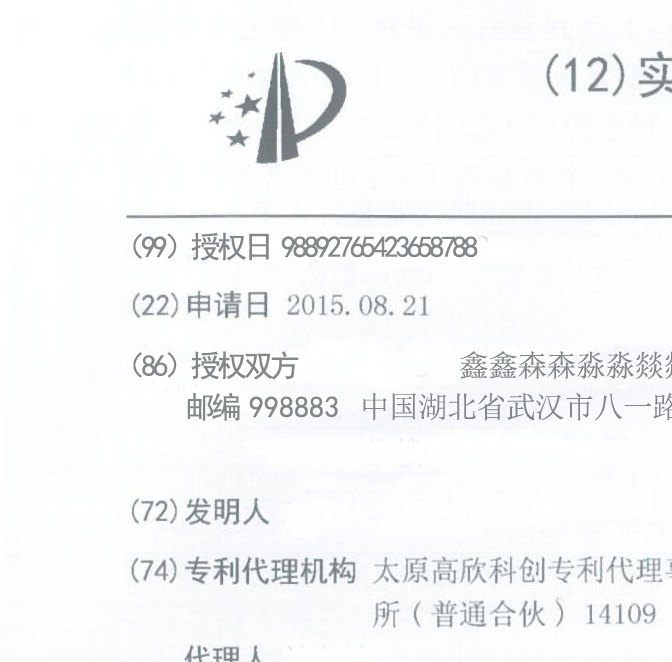 (12)实
(99) 授权日 98892765423658788
(22)申请日 2015.08.21
(86) 授权双方 鑫鑫森森淼淼燚
邮编 998883 中国湖北省武汉市八一路
(72)发明人
(74)专利代理机构 太原高欣科创专利代理事
所(普通合伙) 14109
代理人